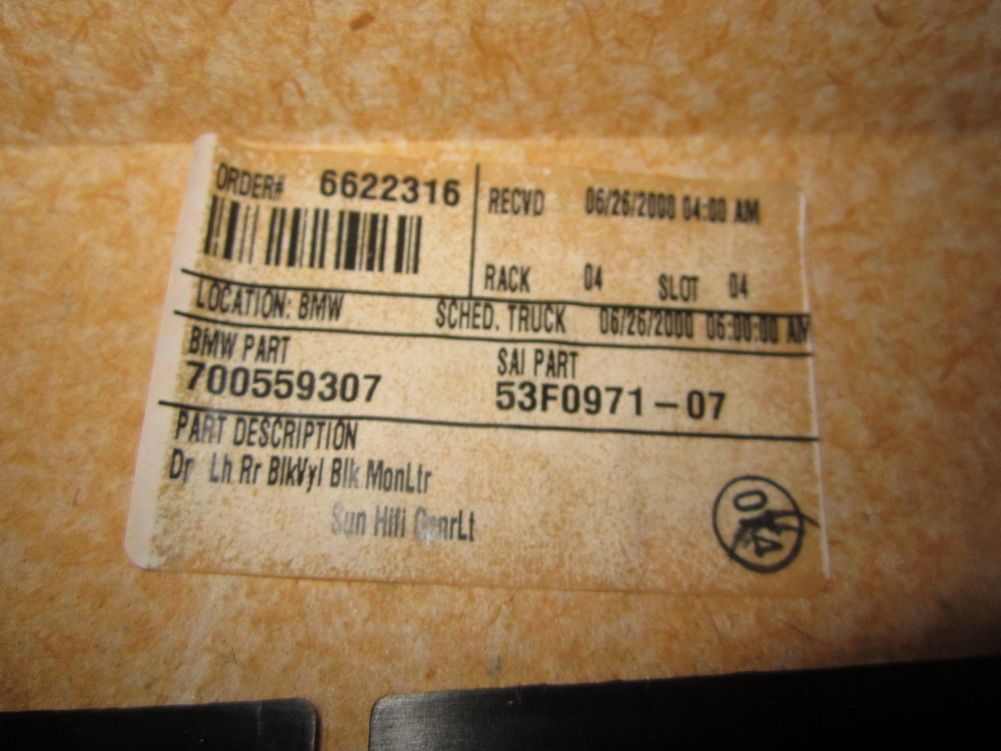 ORDER# 6622316
RECVD 06/26/2000 04:00 AM
RACK 04 SLOT 04
LOCATION: BMW SCHED. TRUCK 06/26/2000 06:00:00 AM
BMW PART SAI PART
700559307 53F0971-07
PART DESCRIPTION
Dr Lh Rr BlkVyl Blk MonLtr
Sun Hifi